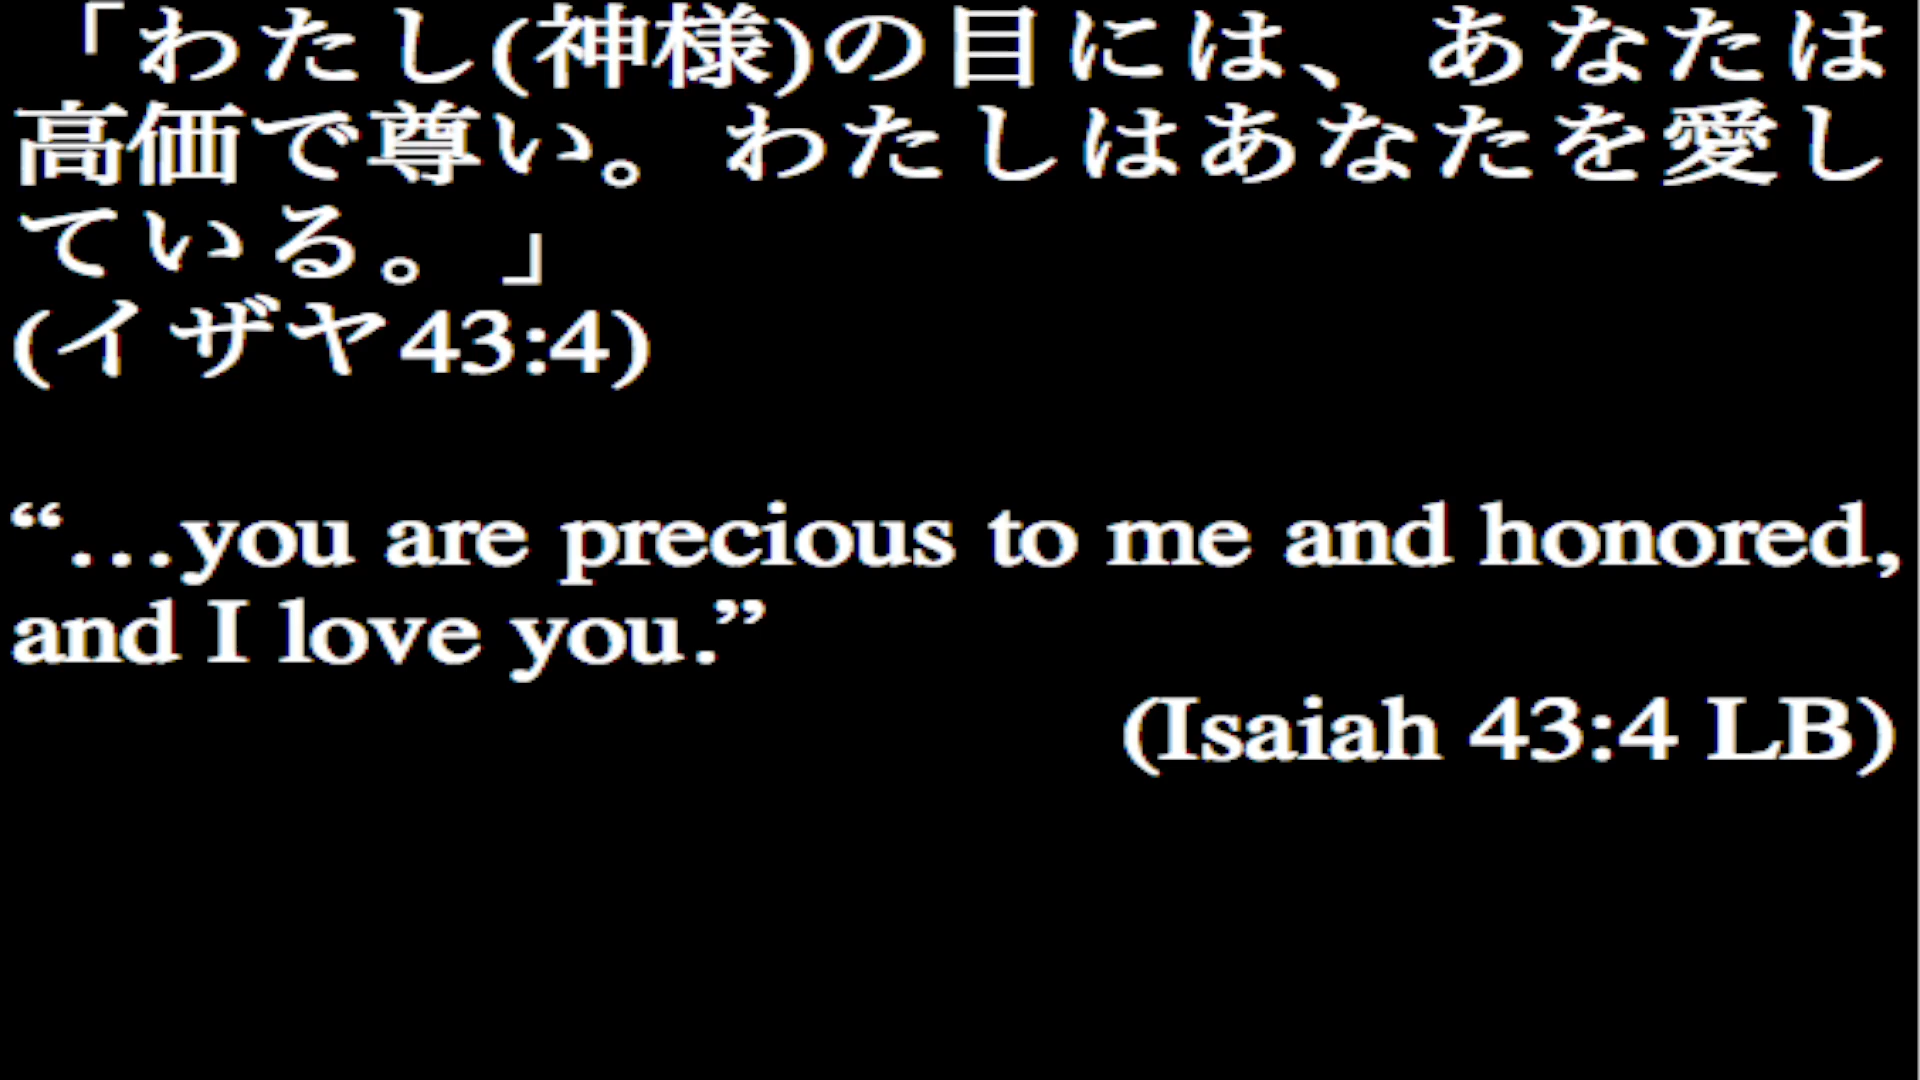 「わたし(神様)の目には、あなたは
高価で尊い。わたしはあなたを愛し
ている。」
(イザヤ43:4)
“…you are precious to me and honored,
and I love you.”
(Isaiah 43:4 LB)